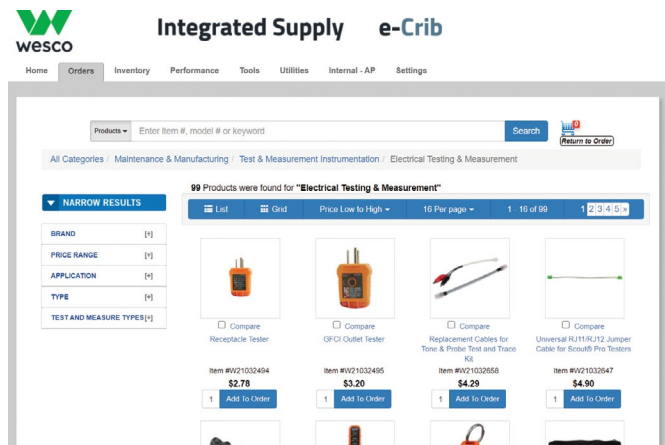 wesco
Integrated Supply e-Crib
Home Orders Inventory Performance Tools Utilities Internal - AP Settings
Products Enter Item #, model # or keyword Search 0
Return to Order
All Categories / Maintenance & Manufacturing / Test & Measurement Instrumentation / Electrical Testing & Measurement
99 Products were found for "Electrical Testing & Measurement"
NARROW RESULTS
List Grid Price Low to High 16 Per page 1 - 16 of 99 1 2 3 4 5 »
BRAND [+]
PRICE RANGE [+]
APPLICATION [+]
TYPE [+]
TEST AND MEASURE TYPES [+]
Compare Compare Compare Compare
Receptacle Tester GFCI Outlet Tester Replacement Cables for Universal RJ11/RJ12 Jumper
Tone & Probe Test and Trace Cable for Scout® Pro Testers
Kit
Item #W21032494 Item #W21032495 Item #W21032658 Item #W21032647
$2.78 $3.20 $4.29 $4.90
1 Add To Order 1 Add To Order 1 Add To Order 1 Add To Order